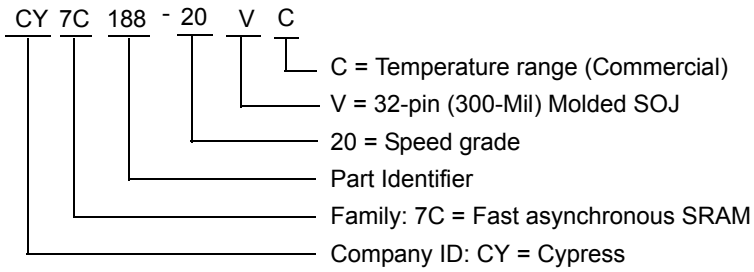 CY 7C 188 - 20 V C
C = Temperature range (Commercial)
V = 32-pin (300-Mil) Molded SOJ
20 = Speed grade
Part Identifier
Family: 7C = Fast asynchronous SRAM
Company ID: CY = Cypress